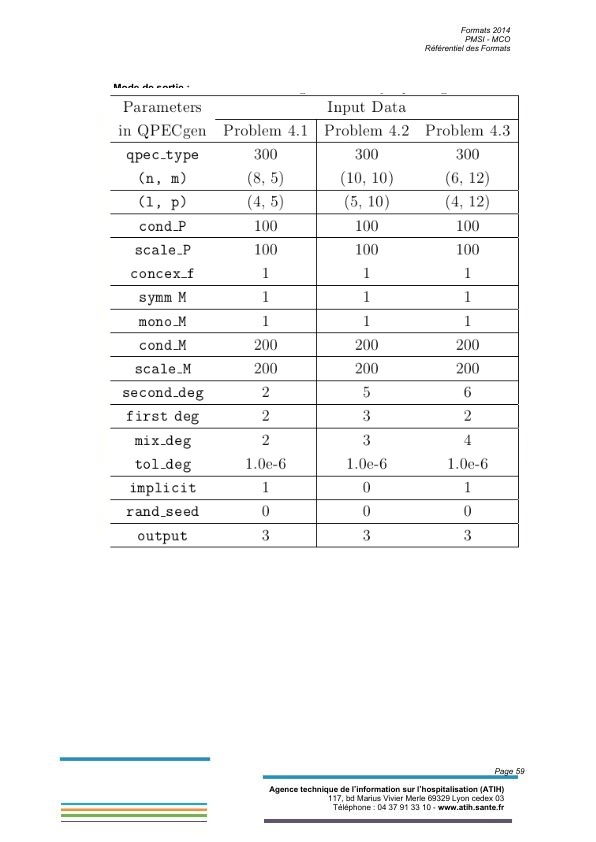 Formats 2014
PMSI - MCO
Référentiel des Formats
Mode de sortie :
Parameters Input Data
in QPECgen Problem 4.1 Problem 4.2 Problem 4.3
qpec_type 300 300 300
(n, m) (8, 5) (10, 10) (6, 12)
(l, p) (4, 5) (5, 10) (4, 12)
cond_P 100 100 100
scale_P 100 100 100
concex_f 1 1 1
symm M 1 1 1
mono_M 1 1 1
cond_M 200 200 200
scale_M 200 200 200
second_deg 2 5 6
first deg 2 3 2
mix_deg 2 3 4
tol_deg 1.0e-6 1.0e-6 1.0e-6
implicit 1 0 1
rand_seed 0 0 0
output 3 3 3
Page 59
Agence technique de l'information sur l'hospitalisation (ATIH)
117, bd Marius Vivier Merle 69329 Lyon cedex 03
Téléphone : 04 37 91 33 10 - www.atih.sante.fr